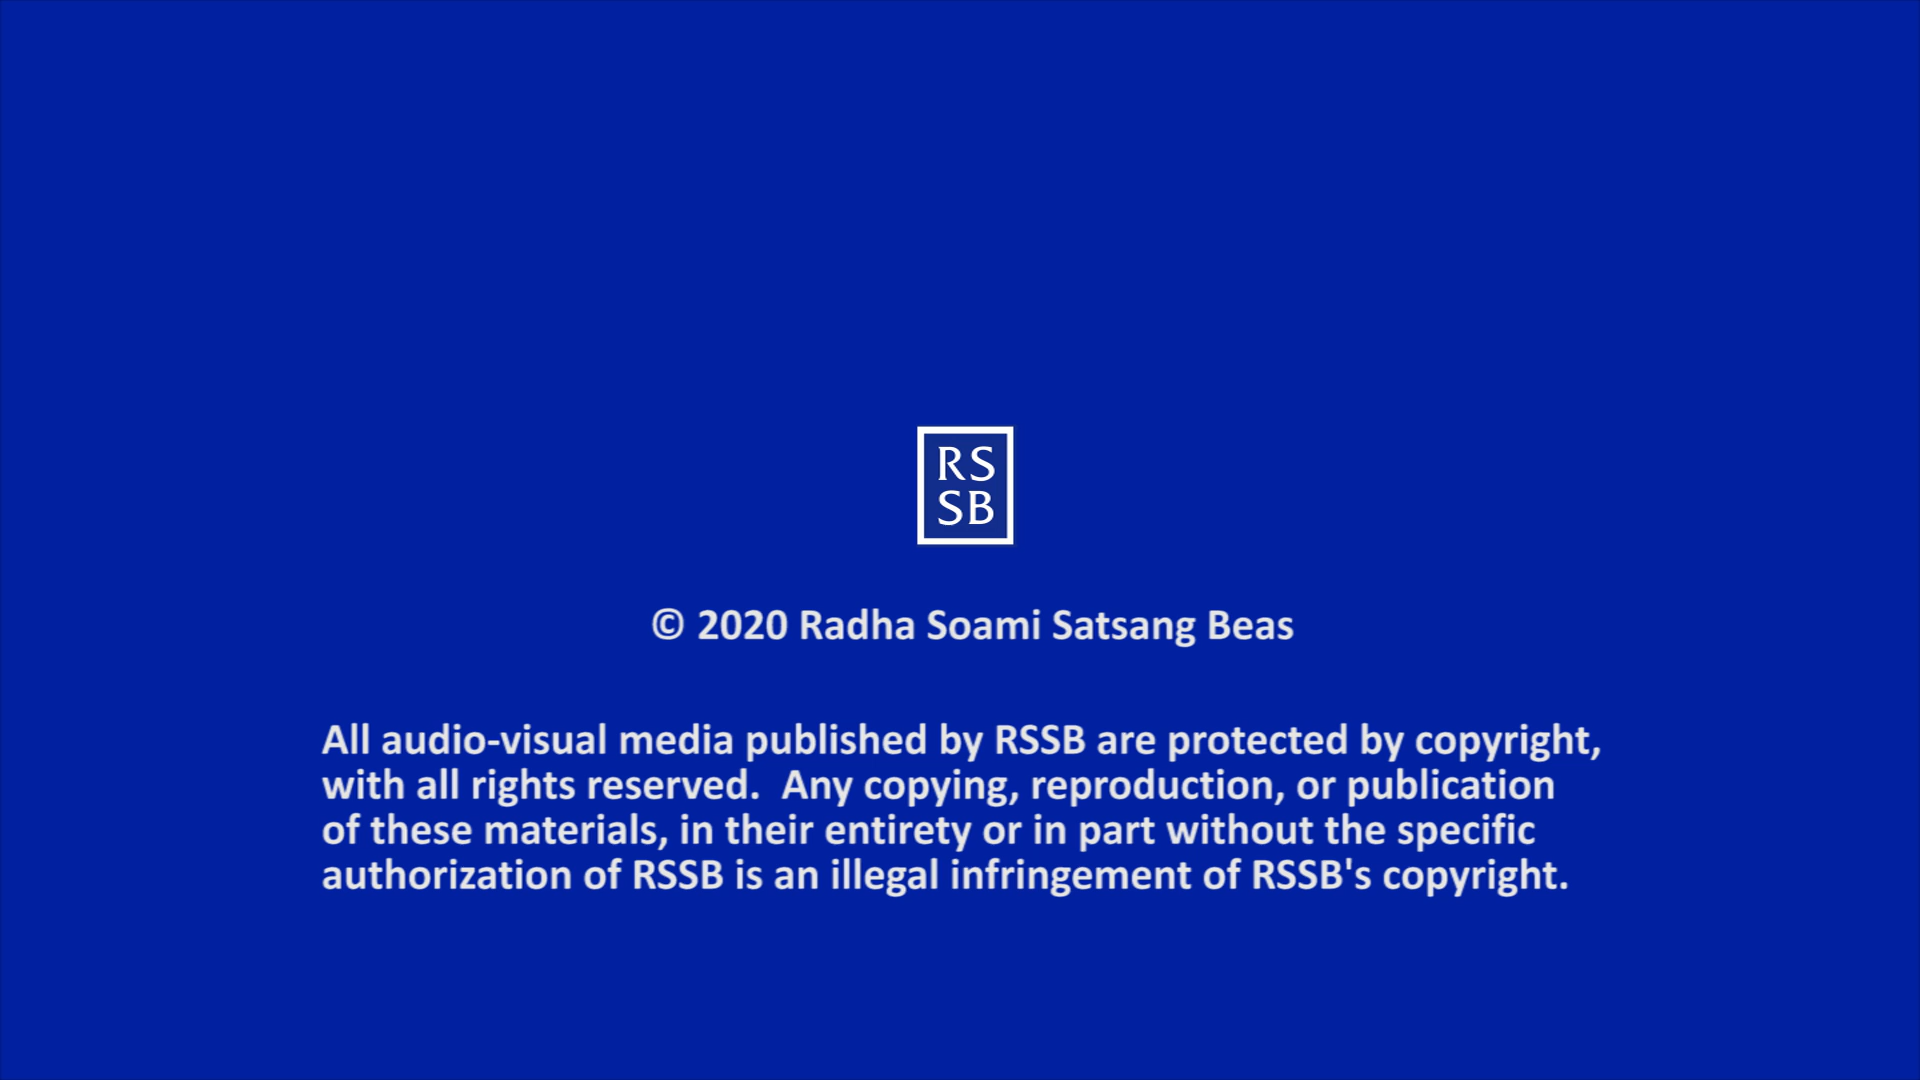 RS
SB
© 2020 Radha Soami Satsang Beas
All audio-visual media published by RSSB are protected by copyright,
with all rights reserved.  Any copying, reproduction, or publication
of these materials, in their entirety or in part without the specific
authorization of RSSB is an illegal infringement of RSSB's copyright.